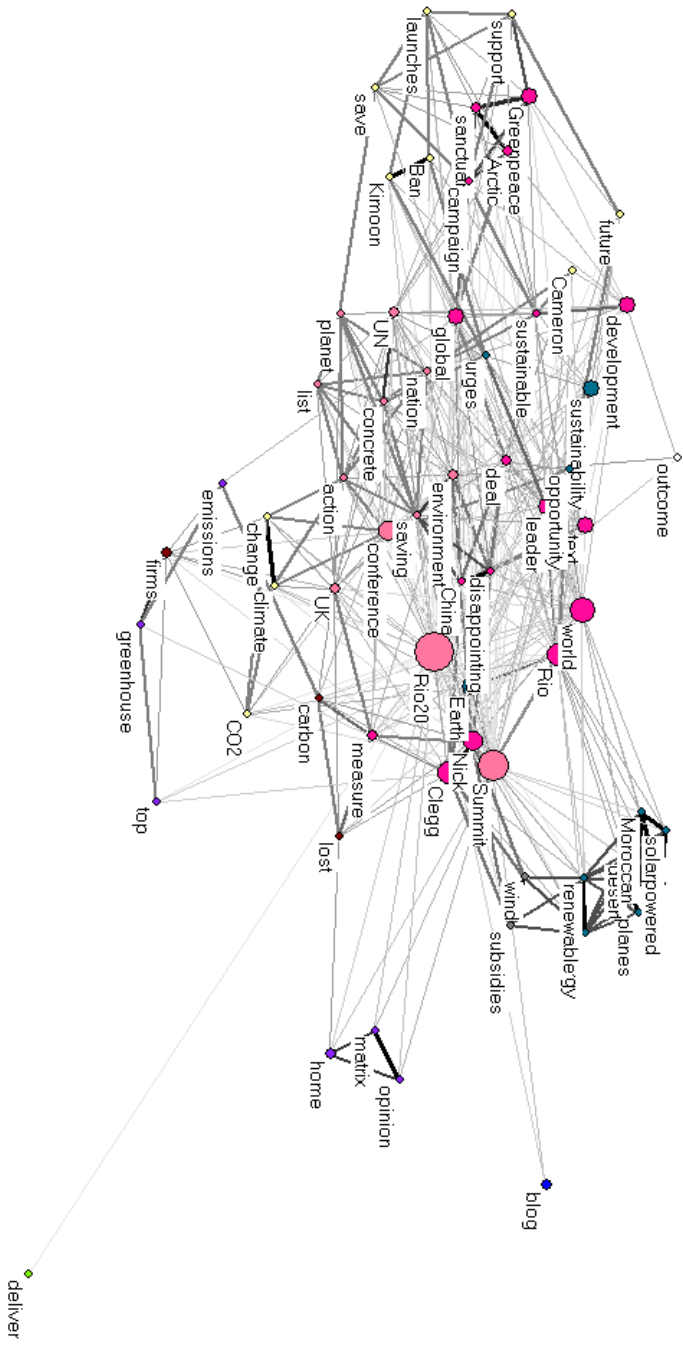 launches
support
save
Greenpeace
sanctuar
Arctic
Ban
Kimoon
campaign
future
Cameron
development
planet
UN
global
sustainable
urges
nation
list
concrete
sustainability
outcome
action
deal
opportunity
environment
leader
saving
emissions
change
conference
text
firms
climate
UK
China
disappointing
greenhouse
world
Rio
Rio20
CO2
carbon
Earth
measure
Nick
Clegg
Summit
top
lost
Moroccan
solarpowered
desert
planes
wind
renewable
subsidies
home
matrix
opinion
blog
deliver